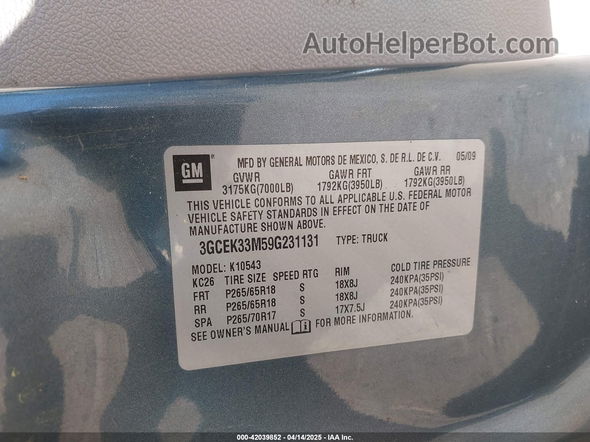 AutoHelperBot.com
GM
MFD BY GENERAL MOTORS DE MEXICO, S. DE R.L. DE C.V. 05/09
GVWR GAWR FRT GAWR RR
3175KG(7000LB) 1792KG(3950LB) 1792KG(3950LB)
THIS VEHICLE CONFORMS TO ALL APPLICABLE U.S. FEDERAL MOTOR
VEHICLE SAFETY STANDARDS IN EFFECT ON THE DATE OF
MANUFACTURE SHOWN ABOVE.
3GCEK33M59G231131 TYPE: TRUCK
MODEL: K10543
KC26 TIRE SIZE SPEED RTG RIM COLD TIRE PRESSURE
FRT P265/65R18 S 18X8J 240KPA(35PSI)
RR P265/65R18 S 18X8J 240KPA(35PSI)
SPA P265/70R17 S 17X7.5J 240KPA(35PSI)
SEE OWNER'S MANUAL FOR MORE INFORMATION.
000-42039852 - 04/14/2025 - IAA Inc.